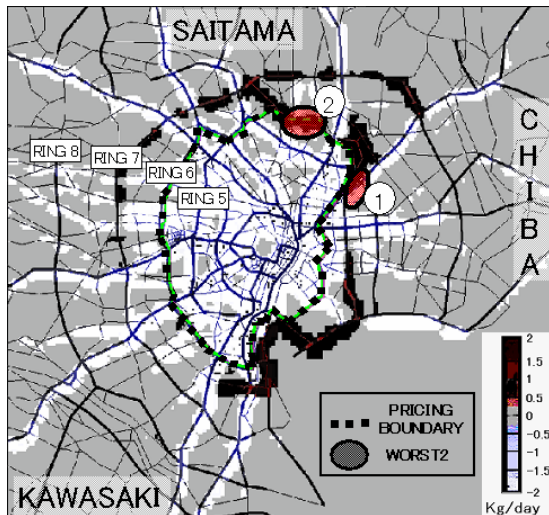 SAITAMA
2
C
H
I
B
A
RING 8
RING 7
RING 6
RING 5
1
PRICING
BOUNDARY
WORST2
2
1.5
1
0.5
0
-0.5
-1
-1.5
-2
Kg/day
KAWASAKI